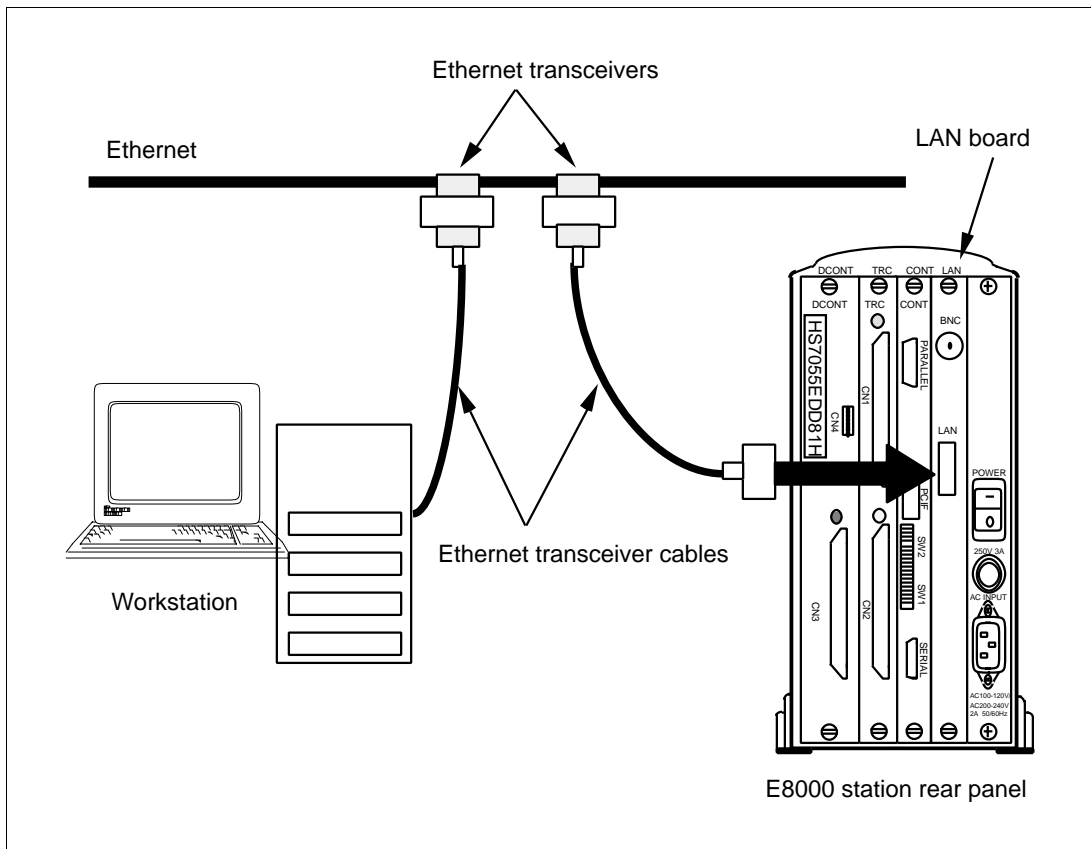 Ethernet transceivers
Ethernet
LAN board
DCONT TRC CONT LAN
DCONT TRC CONT
BNC
HS7055EDD81H
PARALLEL
CN1
CN4
LAN
POWER
PCIF
250V 3A
SW2
SW1
AC INPUT
CN3
CN2
SERIAL
AC100-120V/
AC200-240V
2A 50/60Hz
Ethernet transceiver cables
Workstation
E8000 station rear panel